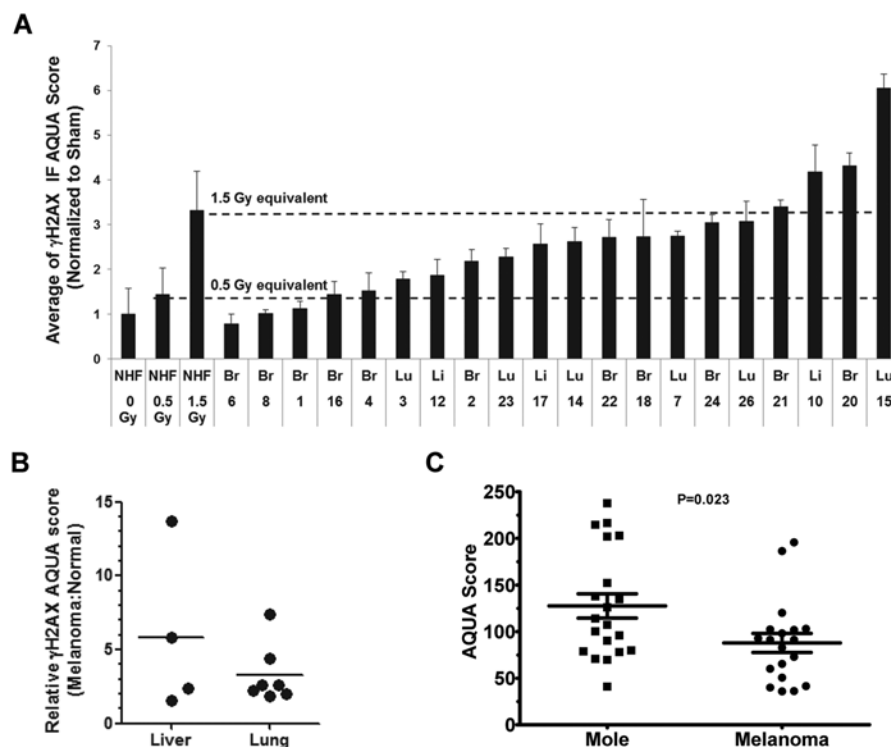 A
Average of γH2AX IF AQUA Score
(Normalized to Sham)
7
6
5
4
3
2
1
0
1.5 Gy equivalent
0.5 Gy equivalent
NHF NHF NHF Br Br Br Br Br Lu Li Br Lu Li Lu Br Br Lu Br Lu Br Li Br Lu
0 Gy 0.5 Gy 1.5 Gy 6 8 1 16 4 3 12 2 23 17 14 22 18 7 24 26 21 10 20 15
B
Relative γH2AX AQUA score
(Melanoma:Normal)
15
10
5
0
Liver Lung
C
AQUA Score
250
200
150
100
50
0
P=0.023
Mole Melanoma